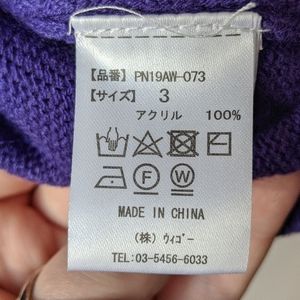 【品番】 PN19AW-073
【サイズ】 3
アクリル 100%
F W
MADE IN CHINA
(株) ウィゴー
TEL: 03-5456-6033